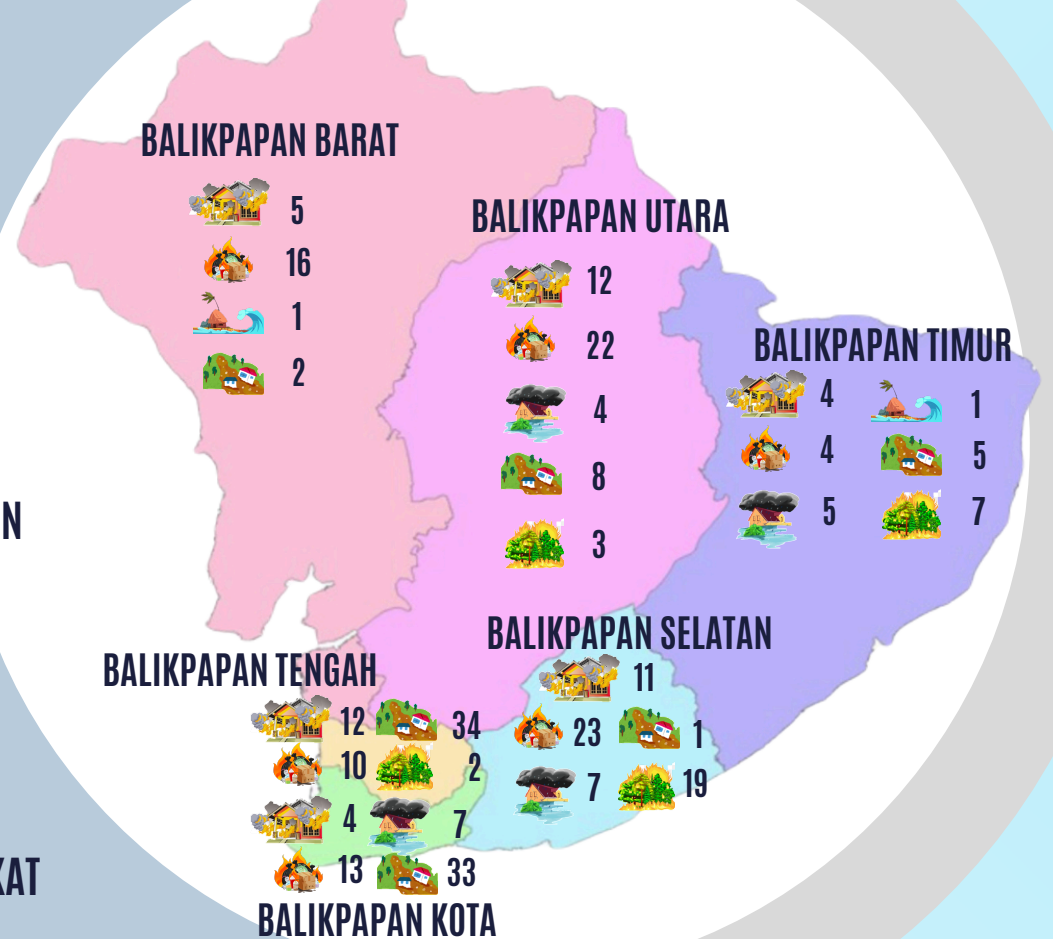 BALIKPAPAN BARAT
5
16
1
2
BALIKPAPAN UTARA
12
22
4
8
3
BALIKPAPAN TIMUR
4 1
4 5
5 7
N
BALIKPAPAN TENGAH
12 34
10 2
BALIKPAPAN SELATAN
11
23 1
7 19
4 7
13 33
BALIKPAPAN KOTA
KAT